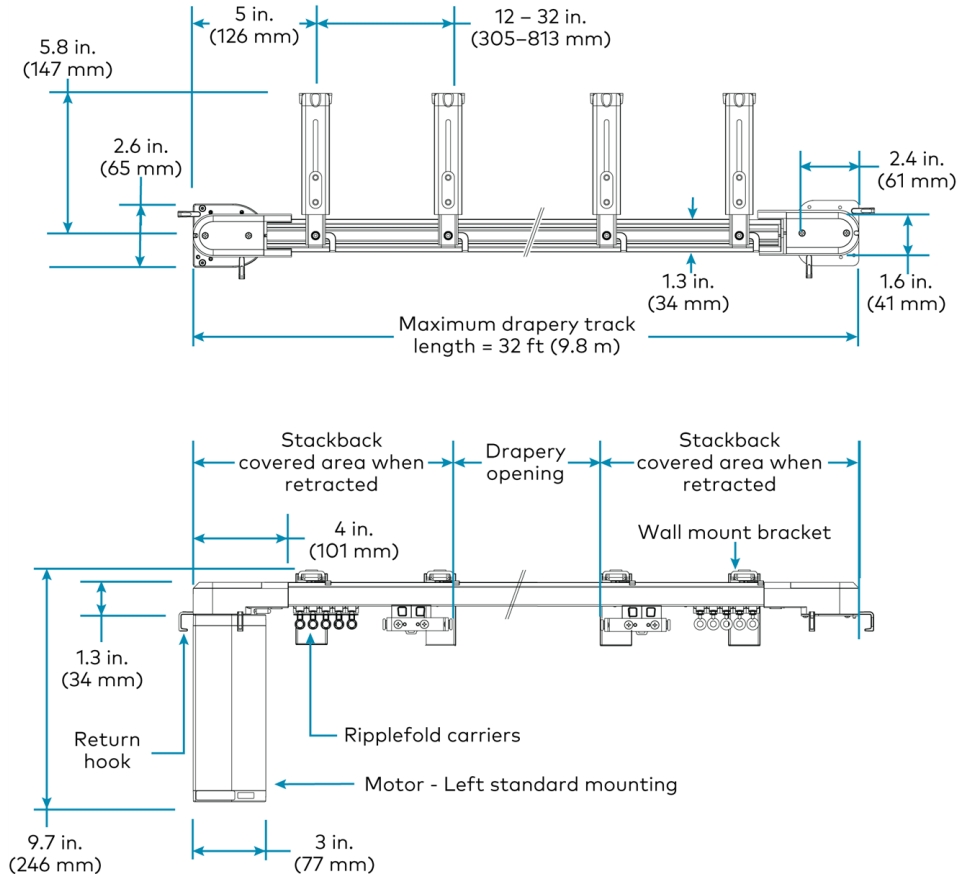 5 in.
(126 mm)
12 – 32 in.
(305–813 mm)
5.8 in.
(147 mm)
2.6 in.
(65 mm)
2.4 in.
(61 mm)
1.3 in.
(34 mm)
1.6 in.
(41 mm)
Maximum drapery track
length = 32 ft (9.8 m)
Stackback
covered area when
retracted
Drapery
opening
Stackback
covered area when
retracted
4 in.
(101 mm)
Wall mount bracket
1.3 in.
(34 mm)
Return
hook
Ripplefold carriers
Motor - Left standard mounting
9.7 in.
(246 mm)
3 in.
(77 mm)